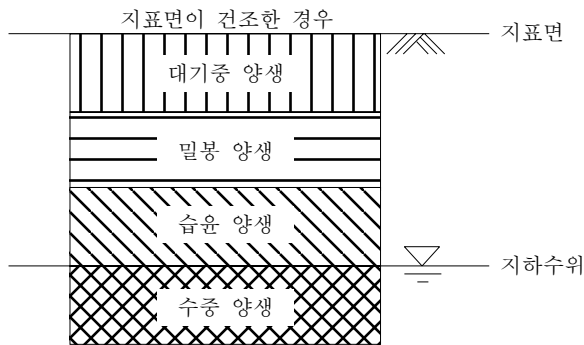 지표면이 건조한 경우
지표면
대기중 양생
밀봉 양생
습윤 양생
지하수위
수중 양생